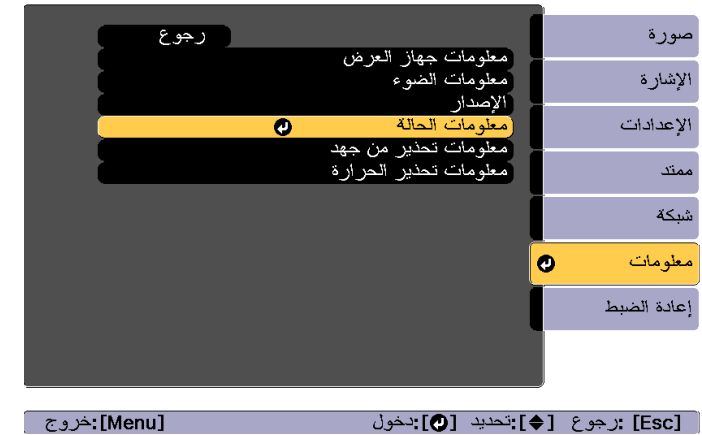 صورة
الإشارة
الإعدادات
ممتد
شبكة
معلومات
إعادة الضبط
رجوع
معلومات جهاز العرض
معلومات الضوء
الإصدار
معلومات الحالة
معلومات تحذير من جهد
معلومات تحذير الحرارة
[Esc] :رجوع []:تحديد []:دخول [Menu]:خروج